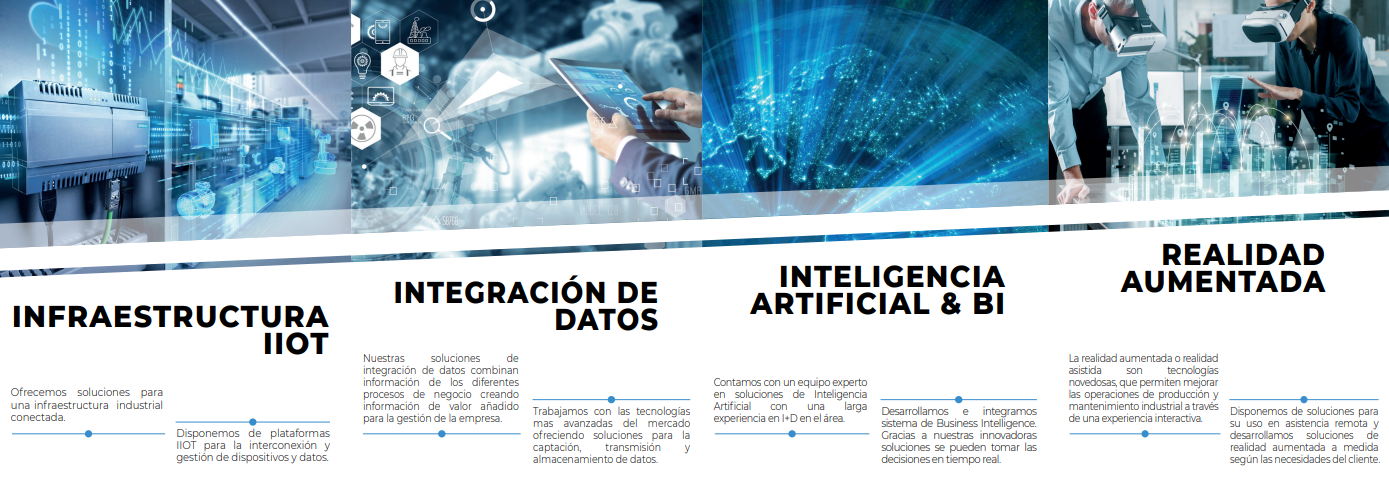 INFRAESTRUCTURA
IIOT
Ofrecemos soluciones para
una infraestructura industrial
conectada.
Disponemos de plataformas
IIOT para la interconexión y
gestión de dispositivos y datos.
INTEGRACIÓN DE
DATOS
Nuestras soluciones de
integración de datos combinan
información de los diferentes
procesos de negocio creando
información de valor añadido
para la gestión de la empresa.
Trabajamos con las tecnologías
mas avanzadas del mercado
ofreciendo soluciones para la
captación, transmisión y
almacenamiento de datos.
INTELIGENCIA
ARTIFICIAL & BI
Contamos con un equipo experto
en soluciones de Inteligencia
Artificial con una larga
experiencia en I+D en el área.
Desarrollamos e integramos
sistema de Business Intelligence.
Gracias a nuestras innovadoras
soluciones se pueden tomar las
decisiones en tiempo real.
REALIDAD
AUMENTADA
La realidad aumentada o realidad
asistida son tecnologías
novedosas, que permiten mejorar
las operaciones de producción y
mantenimiento industrial a través
de una experiencia interactiva.
Disponemos de soluciones para
su uso en asistencia remota y
desarrollamos soluciones de
realidad aumentada a medida
según las necesidades del cliente.